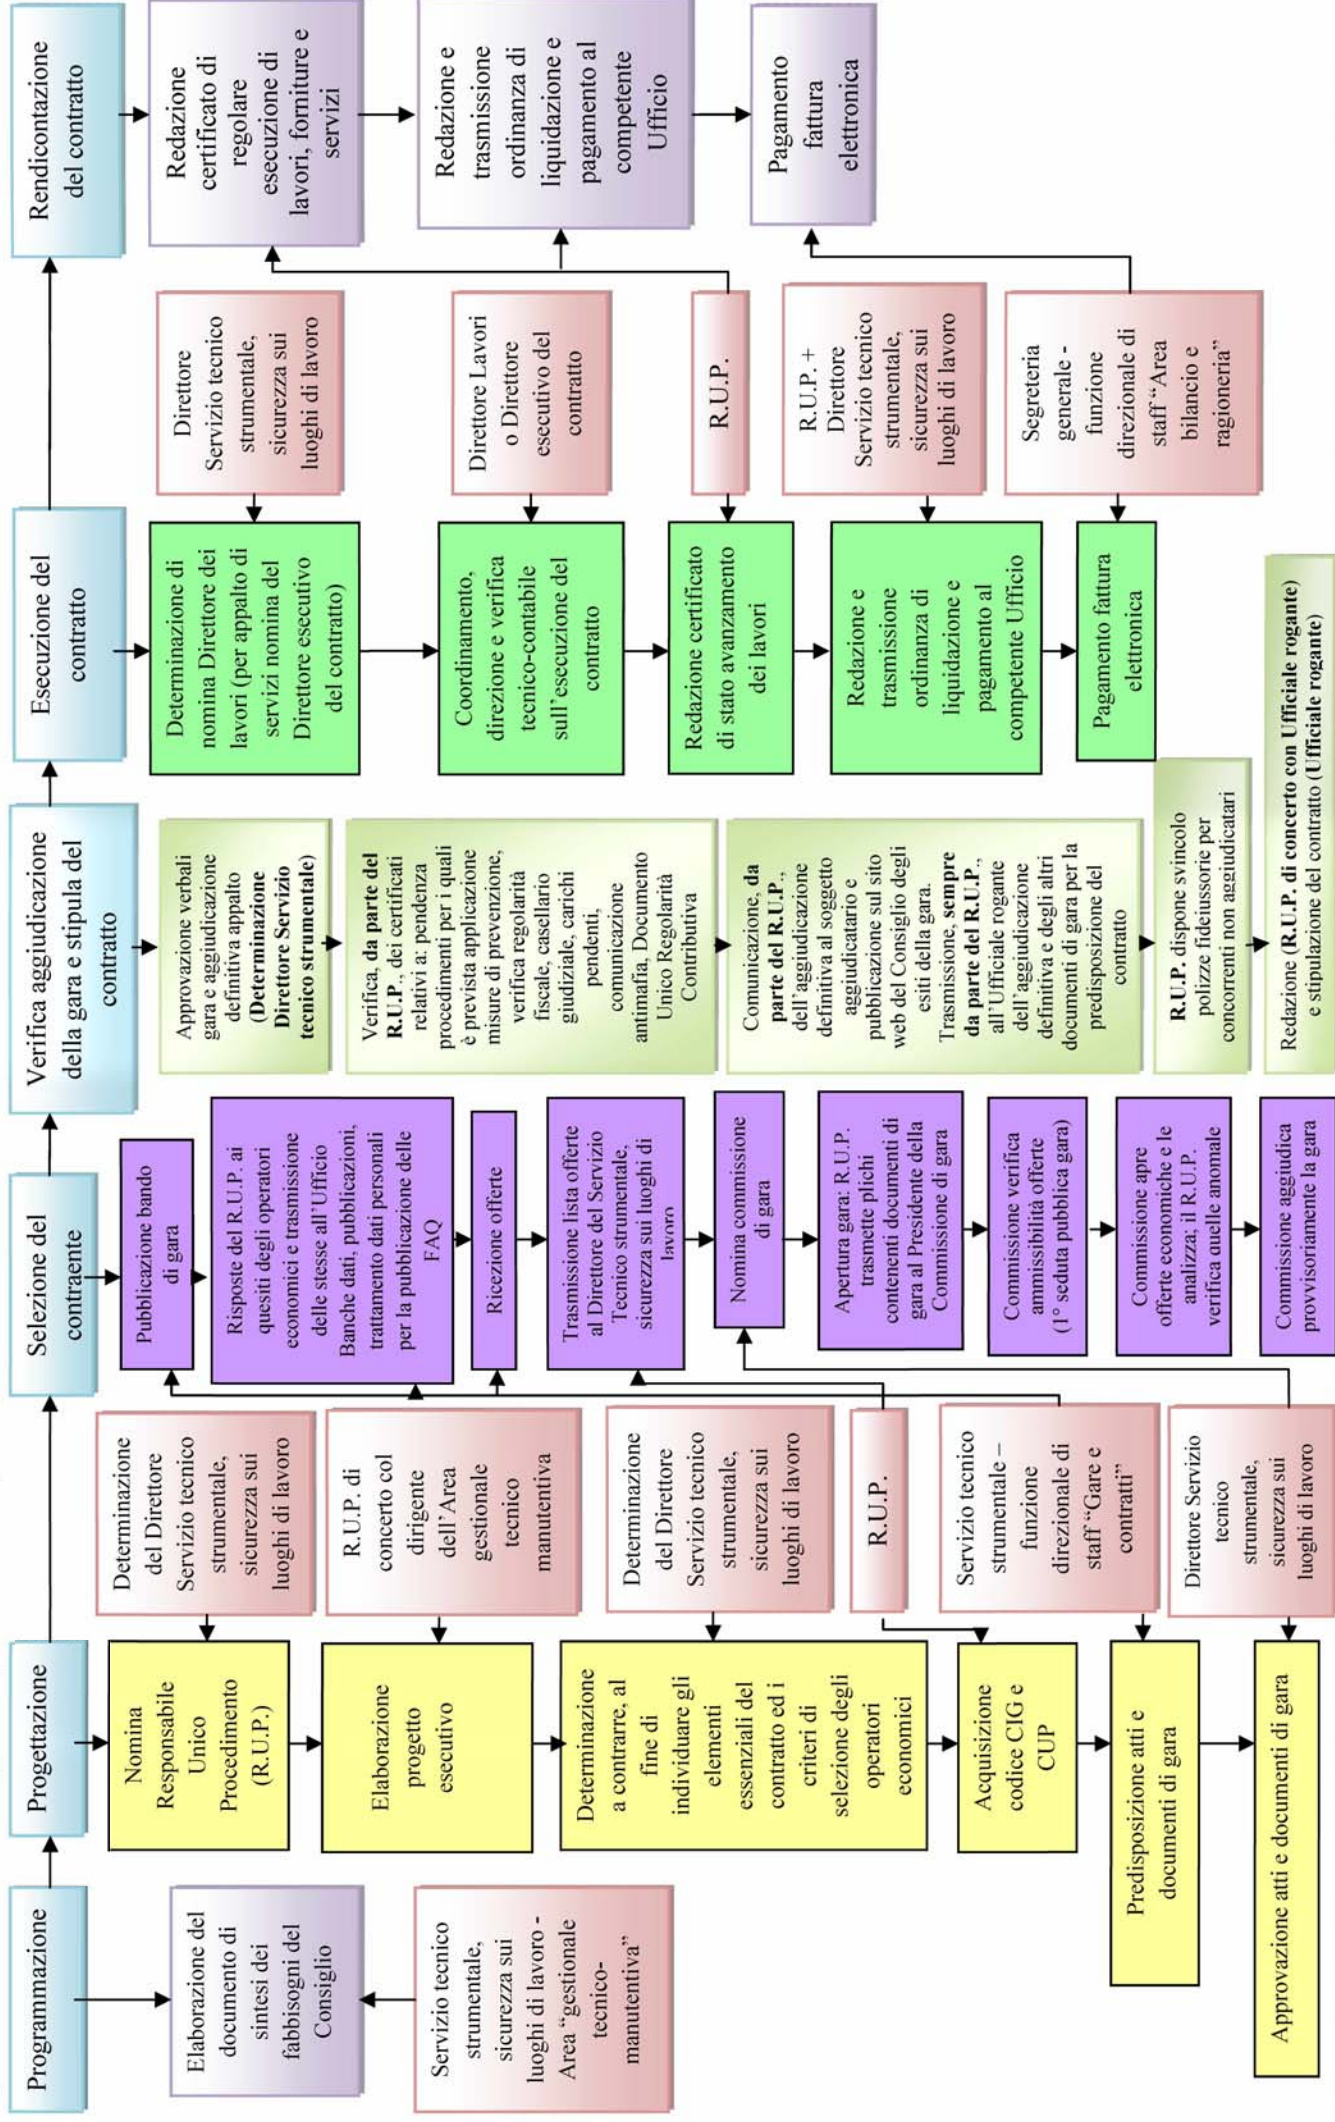 Programmazione
Elaborazione del
documento di
sintesi dei
fabbisogni del
Consiglio
Servizio tecnico
strumentale,
sicurezza sui
luoghi di lavoro -
Area “gestionale
tecnico-
manutentiva”
Progettazione
Nomina
Responsabile
Unico
Procedimento
(R.U.P.)
Elaborazione
progetto
esecutivo
Determinazione
a contrarre, al
fine di
individuare gli
elementi
essenziali del
contratto ed i
criteri di
selezione degli
operatori
economici
Acquisizione
codice CIG e
CUP
Predisposizione atti e
documenti di gara
Approvazione atti e documenti di gara
Determinazione
del Direttore
Servizio tecnico
strumentale,
sicurezza sui
luoghi di lavoro
R.U.P. di
concerto col
dirigente
dell’Area
gestionale
tecnico
manutentiva
Determinazione
del Direttore
Servizio tecnico
strumentale,
sicurezza sui
luoghi di lavoro
R.U.P.
Servizio tecnico
strumentale –
funzione
direzionale di
staff “Gare e
contratti”
Direttore Servizio
tecnico
strumentale,
sicurezza sui
luoghi di lavoro
Selezione del
contraente
Pubblicazione bando
di gara
Risposte del R.U.P. ai
quesiti degli operatori
economici e trasmissione
delle stesse all’Ufficio
Banche dati, pubblicazioni,
trattamento dati personali
per la pubblicazione delle
FAQ
Ricezione offerte
Trasmissione lista offerte
al Direttore del Servizio
Tecnico strumentale,
sicurezza sui luoghi di
lavoro
Nomina commissione
di gara
Apertura gara: R.U.P.
trasmette plichi
contenenti documenti di
gara al Presidente della
Commissione di gara
Commissione verifica
ammissibilità offerte
(1° seduta pubblica gara)
Commissione apre
offerte economiche e le
analizza; il R.U.P.
verifica quelle anomale
Commissione aggiudica
provvisoriamente la gara
Verifica aggiudicazione
della gara e stipula del
contratto
Approvazione verbali
gara e aggiudicazione
definitiva appalto
(Determinazione
Direttore Servizio
tecnico strumentale)
Verifica, da parte del
R.U.P., dei certificati
relativi a: pendenza
procedimenti per i quali
è prevista applicazione
misure di prevenzione,
verifica regolarità
fiscale, casellario
giudiziale, carichi
pendenti,
comunicazione
antimafia, Documento
Unico Regolarità
Contributiva
Comunicazione, da
parte del R.U.P.,
dell’aggiudicazione
definitiva al soggetto
aggiudicatario e
pubblicazione sul sito
web del Consiglio degli
esiti della gara.
Trasmissione, sempre
da parte del R.U.P.,
all’Ufficiale rogante
dell’aggiudicazione
definitiva e degli altri
documenti di gara per la
predisposizione del
contratto
R.U.P. dispone svincolo
polizze fideiussorie per
concorrenti non aggiudicatari
Redazione (R.U.P. di concerto con Ufficiale rogante)
e stipulazione del contratto (Ufficiale rogante)
Esecuzione del
contratto
Determinazione di
nomina Direttore dei
lavori (per appalto di
servizi nomina del
Direttore esecutivo
del contratto)
Coordinamento,
direzione e verifica
tecnico-contabile
sull’esecuzione del
contratto
Redazione certificato
di stato avanzamento
dei lavori
Redazione e
trasmissione
ordinanza di
liquidazione e
pagamento al
competente Ufficio
Pagamento fattura
elettronica
Direttore
Servizio tecnico
strumentale,
sicurezza sui
luoghi di lavoro
Direttore Lavori
o Direttore
esecutivo del
contratto
R.U.P.
R.U.P. +
Direttore
Servizio tecnico
strumentale,
sicurezza sui
luoghi di lavoro
Segreteria
generale -
funzione
direzionale di
staff “Area
bilancio e
ragioneria”
Rendicontazione
del contratto
Redazione
certificato di
regolare
esecuzione di
lavori, forniture e
servizi
Redazione e
trasmissione
ordinanza di
liquidazione e
pagamento al
competente
Ufficio
Pagamento
fattura
elettronica